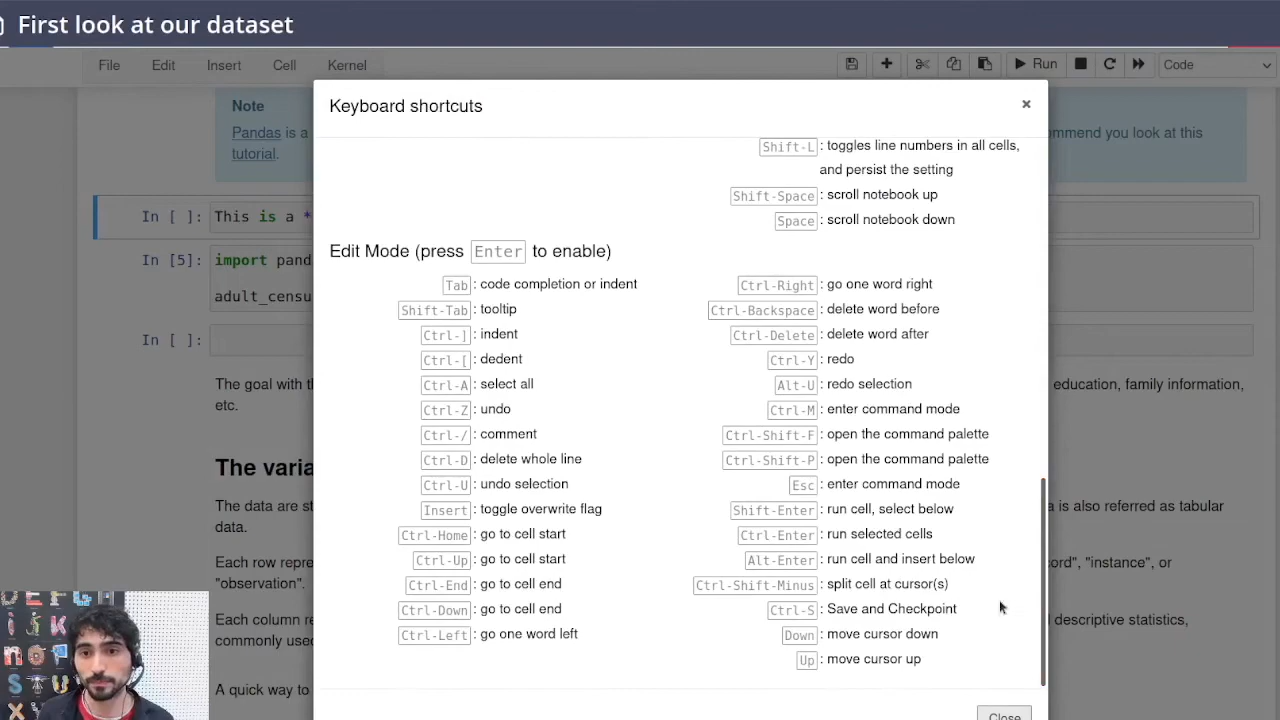 First look at our dataset
File Edit Insert Cell Kernel Run Code
Note
Pandas is a
mmend you look at this
tutorial.
In [ ]: This is a *
In [5]: import pand
adult_censu
In [ ]:
The goal with th
education, family information,
etc.
The varia
The data are st
a is also referred as tabular
data.
Each row repre
ord", "instance", or
"observation".
Each column re
descriptive statistics,
commonly used
A quick way to
Keyboard shortcuts
×
Shift-L : toggles line numbers in all cells,
and persist the setting
Shift-Space : scroll notebook up
Space : scroll notebook down
Edit Mode (press Enter to enable)
Tab : code completion or indent
Shift-Tab : tooltip
Ctrl-] : indent
Ctrl-[ : dedent
Ctrl-A : select all
Ctrl-Z : undo
Ctrl-/ : comment
Ctrl-D : delete whole line
Ctrl-U : undo selection
Insert : toggle overwrite flag
Ctrl-Home : go to cell start
Ctrl-Up : go to cell start
Ctrl-End : go to cell end
Ctrl-Down : go to cell end
Ctrl-Left : go one word left
Ctrl-Right : go one word right
Ctrl-Backspace : delete word before
Ctrl-Delete : delete word after
Ctrl-Y : redo
Alt-U : redo selection
Ctrl-M : enter command mode
Ctrl-Shift-F : open the command palette
Ctrl-Shift-P : open the command palette
Esc : enter command mode
Shift-Enter : run cell, select below
Ctrl-Enter : run selected cells
Alt-Enter : run cell and insert below
Ctrl-Shift-Minus : split cell at cursor(s)
Ctrl-S : Save and Checkpoint
Down : move cursor down
Up : move cursor up
Close